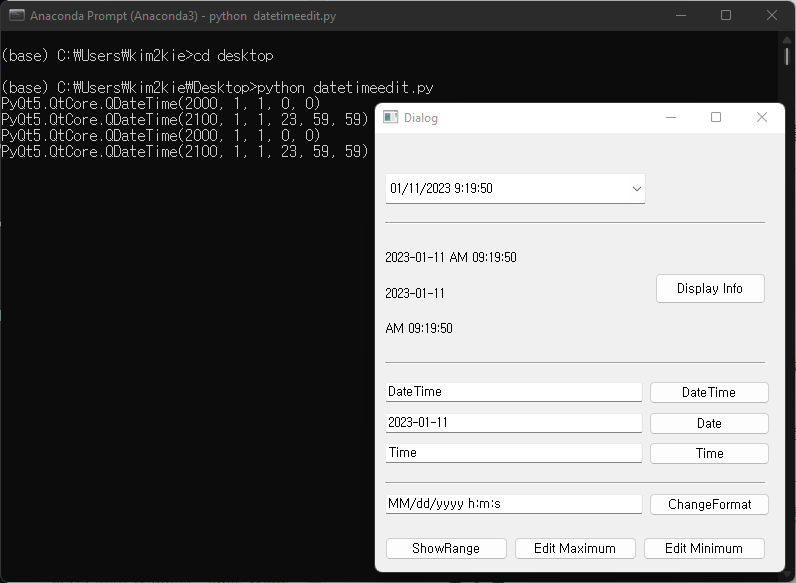 Anaconda Prompt (Anaconda3) - python  datetimeedit.py
(base) C:₩Users₩kim2kie>cd desktop
(base) C:₩Users₩kim2kie₩Desktop>python datetimeedit.py
PyQt5.QtCore.QDateTime(2000, 1, 1, 0, 0)
PyQt5.QtCore.QDateTime(2100, 1, 1, 23, 59, 59)
PyQt5.QtCore.QDateTime(2000, 1, 1, 0, 0)
PyQt5.QtCore.QDateTime(2100, 1, 1, 23, 59, 59)
Dialog
01/11/2023 9:19:50
2023-01-11 AM 09:19:50
2023-01-11
Display Info
AM 09:19:50
DateTime DateTime
2023-01-11 Date
Time Time
MM/dd/yyyy h:m:s ChangeFormat
ShowRange Edit Maximum Edit Minimum